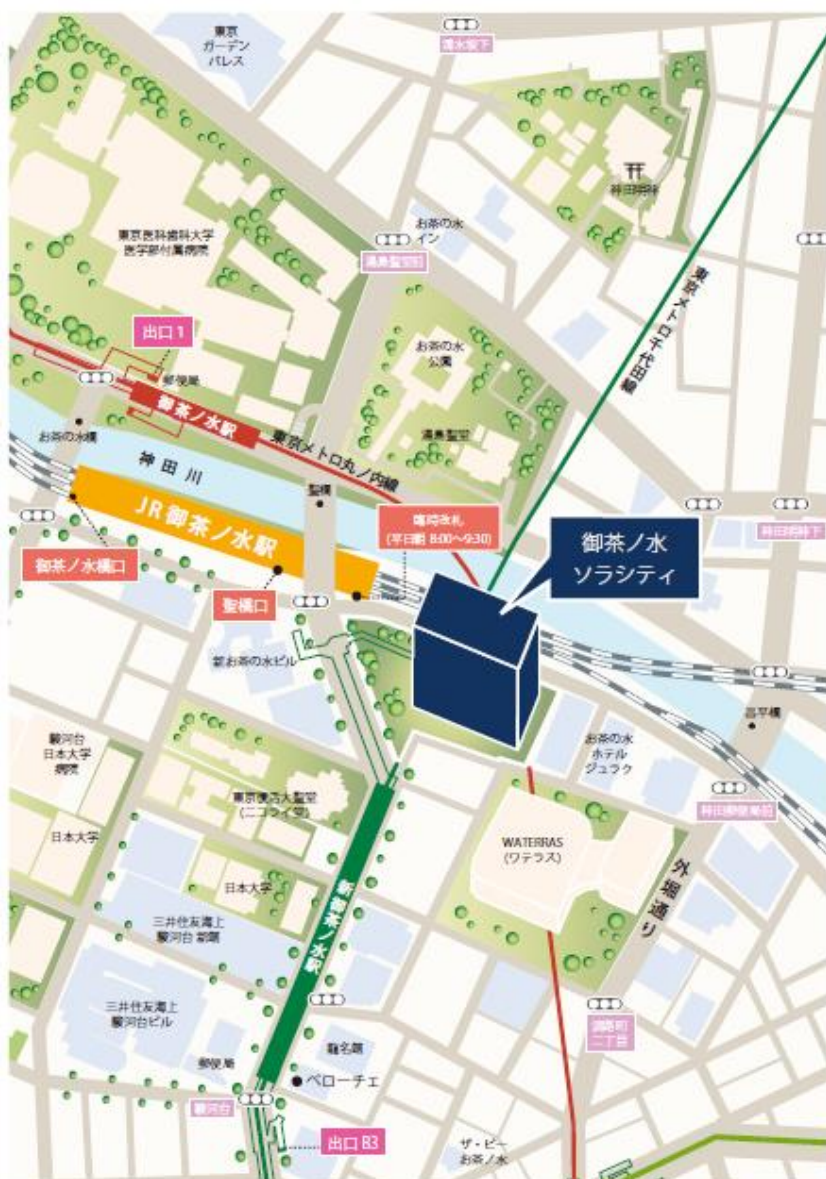 東京
ガーデン
パレス
清水坂下
神田明神
東京医科歯科大学
医学部付属病院
お茶の水
イン
湯島聖堂前
東京メトロ千代田線
出口1
郵便局
お茶の水
公園
湯島聖堂
御茶ノ水駅
東京メトロ丸ノ内線
お茶の水橋
神田川
聖橋
JR御茶ノ水駅
臨時改札
(平日朝 8:00〜9:30)
御茶ノ水
ソラシティ
神田明神下
御茶ノ水橋口
聖橋口
新お茶の水ビル
昌平橋
駿河台
日本大学
病院
お茶の水
ホテル
ジュラク
東京復活大聖堂
(ニコライ堂)
神田郵便局前
日本大学
WATERRAS
(ワテラス)
外堀通り
日本大学
新御茶ノ水駅
三井住友海上
駿河台 新館
三井住友海上
駿河台ビル
淡路町
二丁目
龍名館
郵便局
ベローチェ
駿河台
出口 B3
ザ・ビー
お茶ノ水